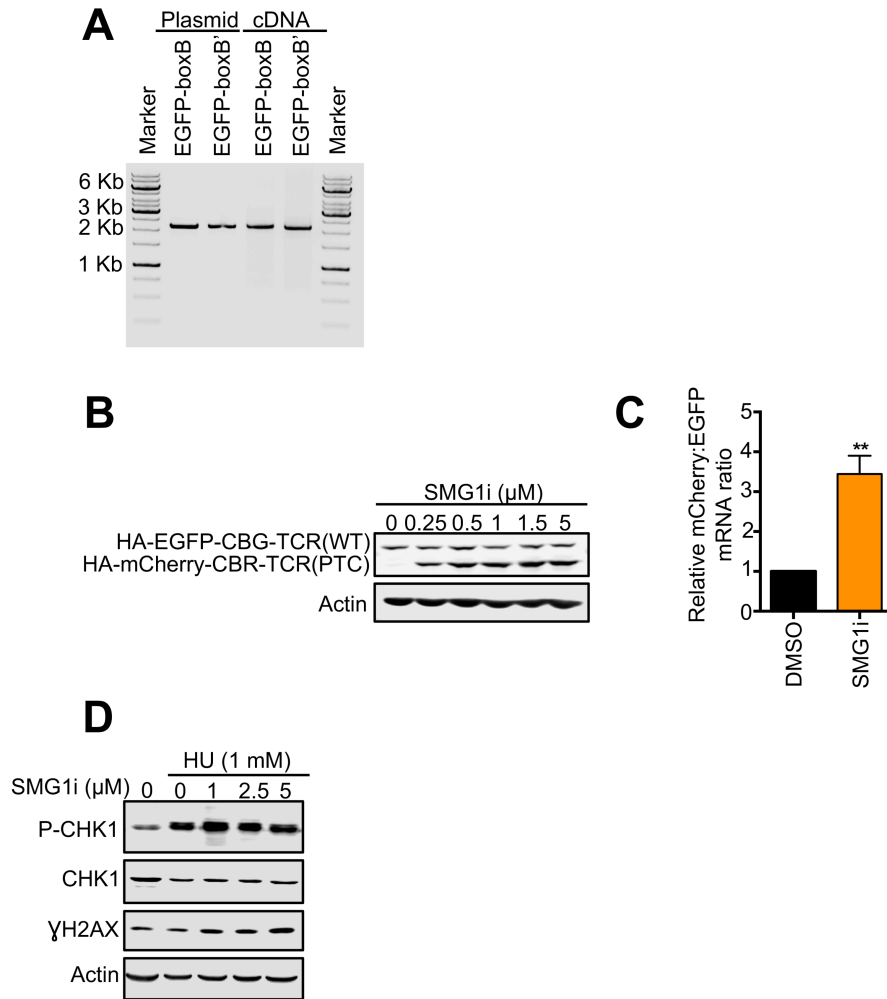 A
Plasmid cDNA
Marker EGFP-boxB EGFP-boxB' EGFP-boxB EGFP-boxB' Marker
6 Kb
3 Kb
2 Kb
1 Kb
B
SMG1i (µM)
0 0.25 0.5 1 1.5 5
HA-EGFP-CBG-TCR(WT)
HA-mCherry-CBR-TCR(PTC)
Actin
C
Relative mCherry:EGFP
mRNA ratio
5
4
3
2
1
0
**
DMSO
SMG1i
D
HU (1 mM)
SMG1i (µM) 0 0 1 2.5 5
P-CHK1
CHK1
ɣH2AX
Actin